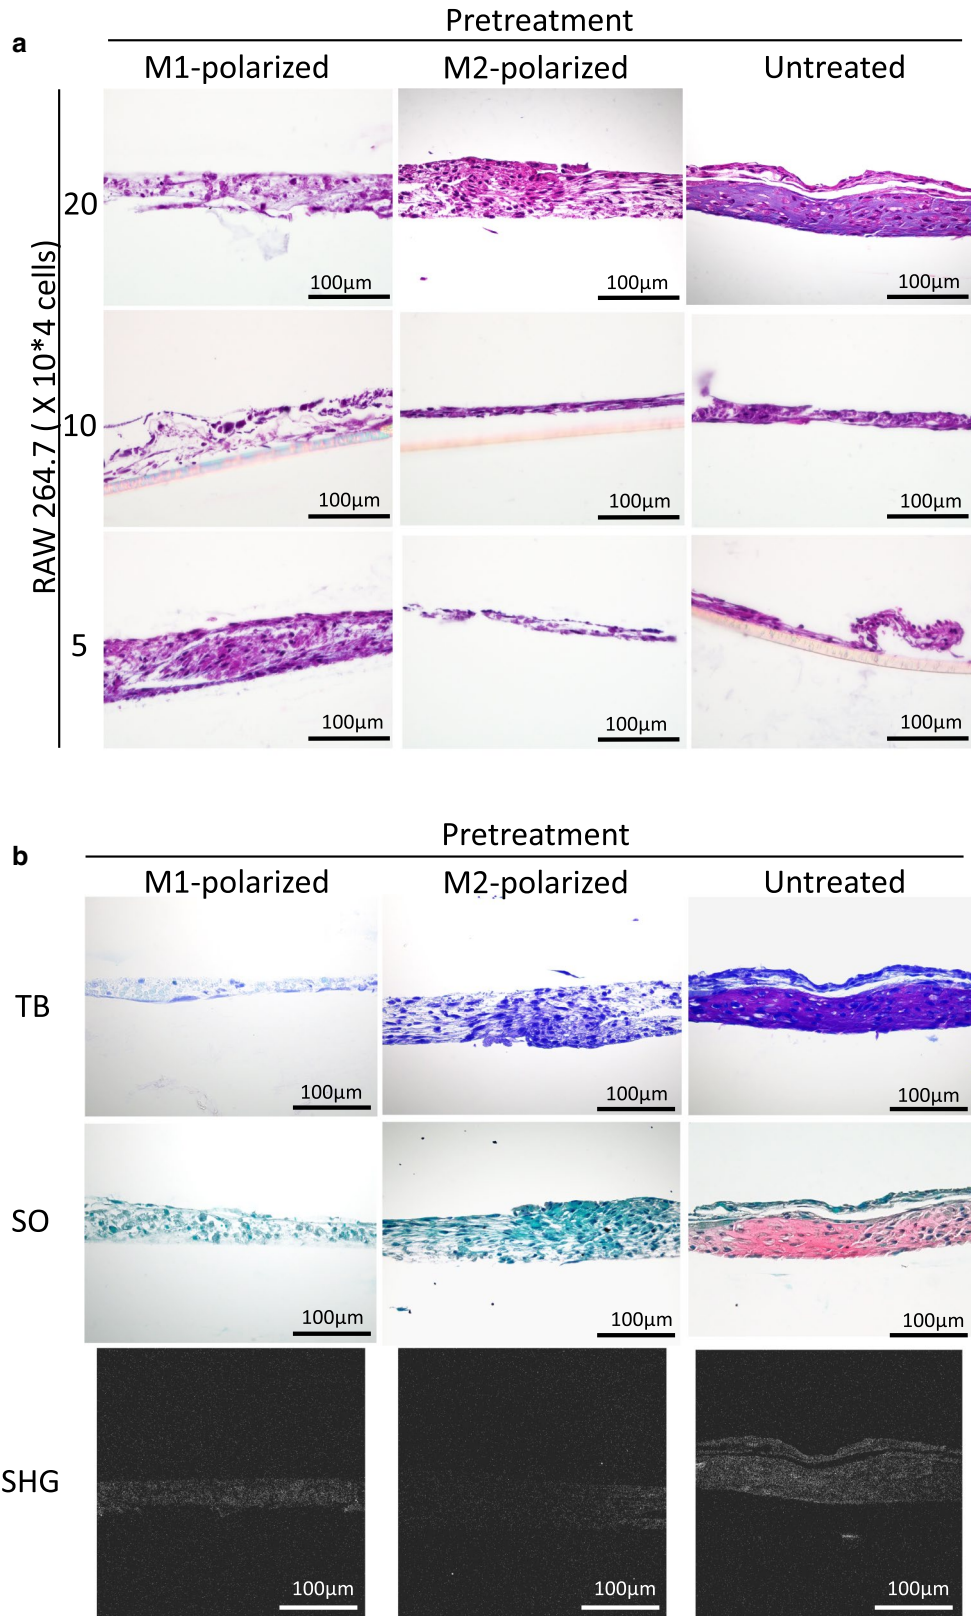 a
Pretreatment
M1-polarized M2-polarized Untreated
RAW 264.7 ( X 10*4 cells)
20
100μm 100μm 100μm
10
100μm 100μm 100μm
5
100μm 100μm 100μm
b
Pretreatment
M1-polarized M2-polarized Untreated
TB
100μm 100μm 100μm
SO
100μm 100μm 100μm
SHG
100μm 100μm 100μm